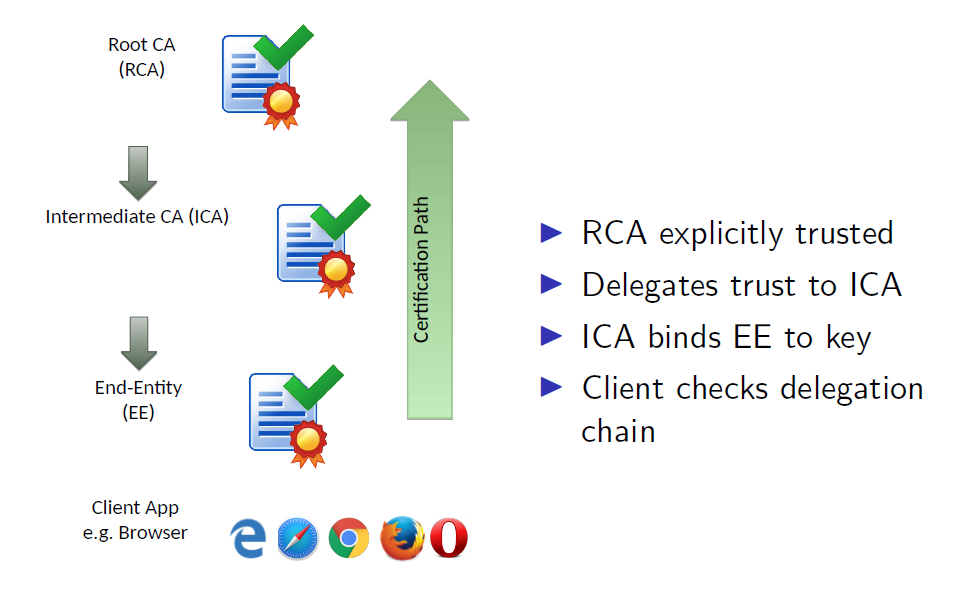 Root CA
(RCA)
Intermediate CA (ICA)
End-Entity
(EE)
Client App
e.g. Browser
Certification Path
RCA explicitly trusted
Delegates trust to ICA
ICA binds EE to key
Client checks delegation
chain